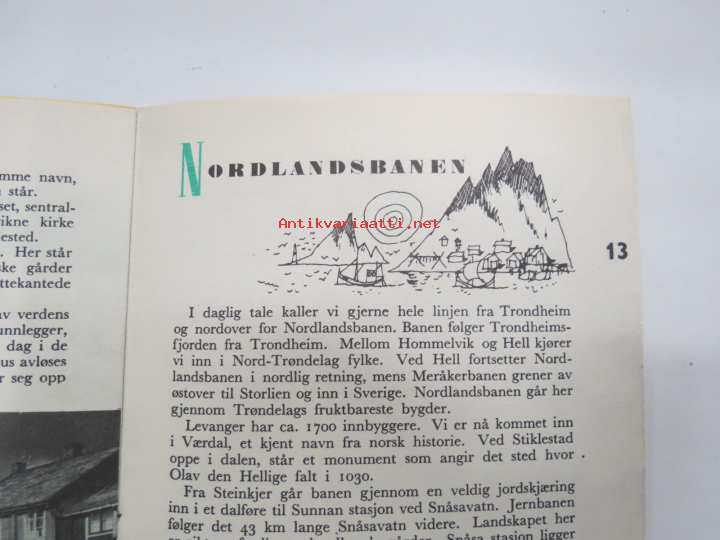 mme navn,
står.
set, sentral-
ikne kirke
ested.
. Her står
ske gårder
ttekantede
av verdens
unnlegger,
dag i de
us avløses
r seg opp
NORDLANDSBANEN
Antikvariaatti.net
13
I daglig tale kaller vi gjerne hele linjen fra Trondheim
og nordover for Nordlandsbanen. Banen følger Trondheims-
fjorden fra Trondheim. Mellom Hommelvik og Hell kjører
vi inn i Nord-Trøndelag fylke. Ved Hell fortsetter Nord-
landsbanen i nordlig retning, mens Meråkerbanen grener av
østover til Storlien og inn i Sverige. Nordlandsbanen går her
gjennom Trøndelags fruktbareste bygder.
Levanger har ca. 1700 innbyggere. Vi er nå kommet inn
i Værdal, et kjent navn fra norsk historie. Ved Stiklestad
oppe i dalen, står et monument som angir det sted hvor
Olav den Hellige falt i 1030.
Fra Steinkjer går banen gjennom en veldig jordskjæring
inn i et dalføre til Sunnan stasjon ved Snåsavatn. Jernbanen
følger det 43 km lange Snåsavatn videre. Landskapet her
Snåsa stasjon ligger